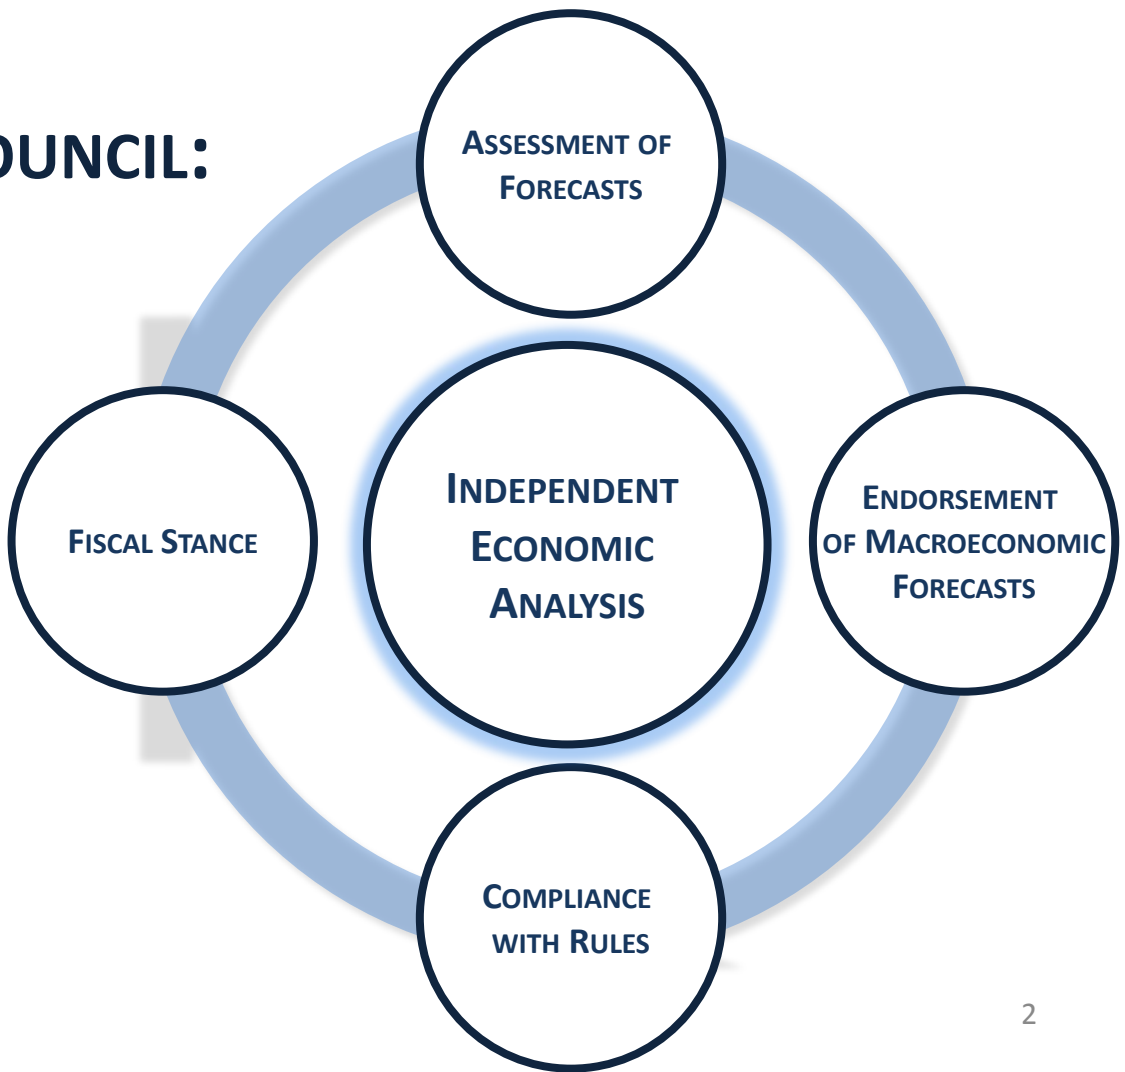 OUNCIL:
ASSESSMENT OF
FORECASTS
INDEPENDENT
ECONOMIC
ANALYSIS
FISCAL STANCE
ENDORSEMENT
OF MACROECONOMIC
FORECASTS
COMPLIANCE
WITH RULES
2